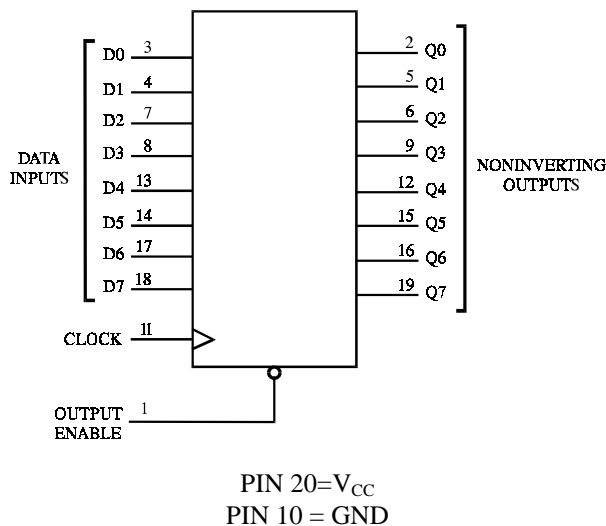 D0 3
D1 4
D2 7
D3 8
D4 13
D5 14
D6 17
D7 18
DATA
INPUTS
2 Q0
5 Q1
6 Q2
9 Q3
12 Q4
15 Q5
16 Q6
19 Q7
NONINVERTING
OUTPUTS
CLOCK 11
OUTPUT
ENABLE
1
PIN 20=VCC
PIN 10 = GND